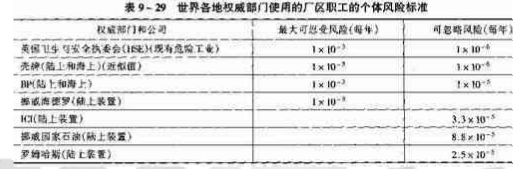 表9-29 世界各地权威部门使用的厂区职工的个体风险标准
权威部门和公司 最大可忍受风险(每年) 可忽略风险(每年)
英国卫生与安全执委会(HSE)(现有危险工业) 1×10⁻³ 1×10⁻⁶
壳牌(陆上和海上)(近似值) 1×10⁻³ 1×10⁻⁶
BP(陆上和海上) 1×10⁻³
挪威海德罗(陆上装置) 1×10⁻³
ICI(陆上装置) 3.3×10⁻⁵
挪威国家石油(陆上装置) 8.8×10⁻⁵
罗姆哈斯(陆上装置) 2.5×10⁻⁵